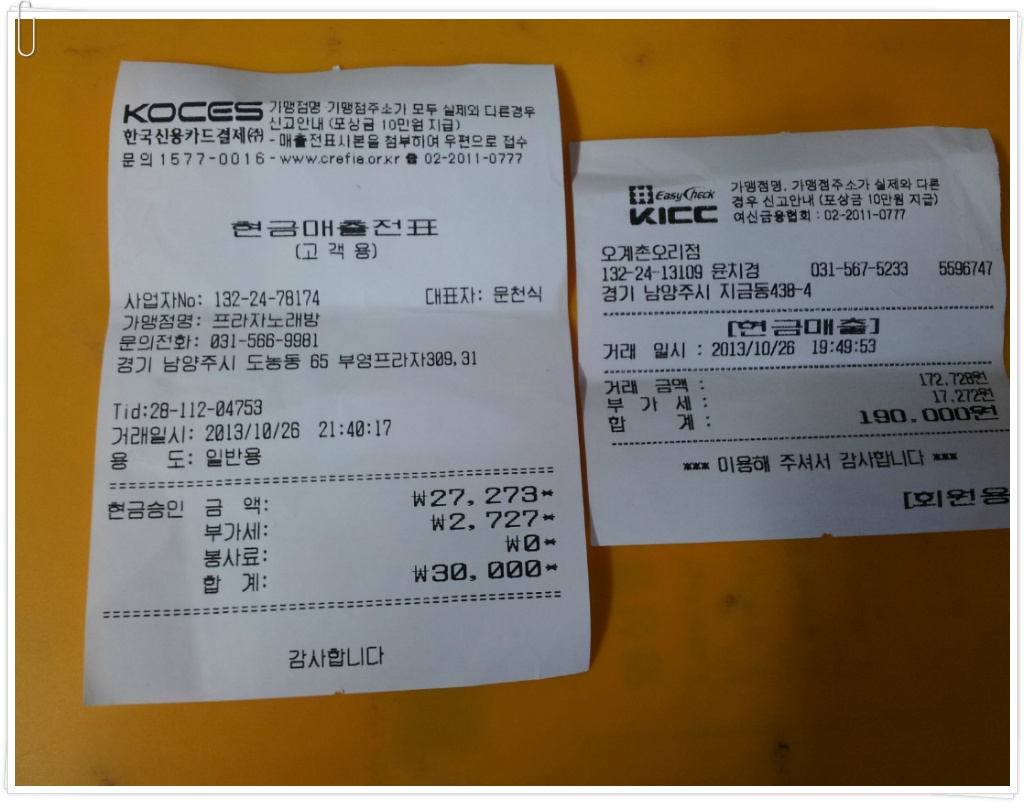 KOCES 가맹점명 가맹점주소가 모두 실제와 다른경우
신고안내 (포상금 10만원 지급)
한국신용카드결제(주) - 매출전표시본을 첨부하여 우편으로 접수
문의 1577-0016 - www.crefia.or.kr ☎ 02-2011-0777
현금매출전표
(고 객 용)
사업자No: 132-24-78174 대표자: 문천식
가맹점명: 프라자노래방
문의전화: 031-566-9981
경기 남양주시 도농동 65 부영프라자309,31
Tid:28-112-04753
거래일시: 2013/10/26 21:40:17
용 도: 일반용
현금승인 금 액: ₩27,273*
부가세: ₩2,727*
봉사료: ₩0*
합 계: ₩30,000*
감사합니다
EasyCheck
KICC
가맹점명, 가맹점주소가 실제와 다른
경우 신고안내 (포상금 10만원 지급)
여신금융협회 : 02-2011-0777
오계촌오리점
132-24-13109 윤치경 031-567-5233 5596747
경기 남양주시 지금동438-4
[현금매출]
거래 일시 : 2013/10/26 19:49:53
거래 금액 : 172,728원
부 가 세 : 17,272원
합 계 : 190,000원
*** 이용해 주셔서 감사합니다 ***
[회원용